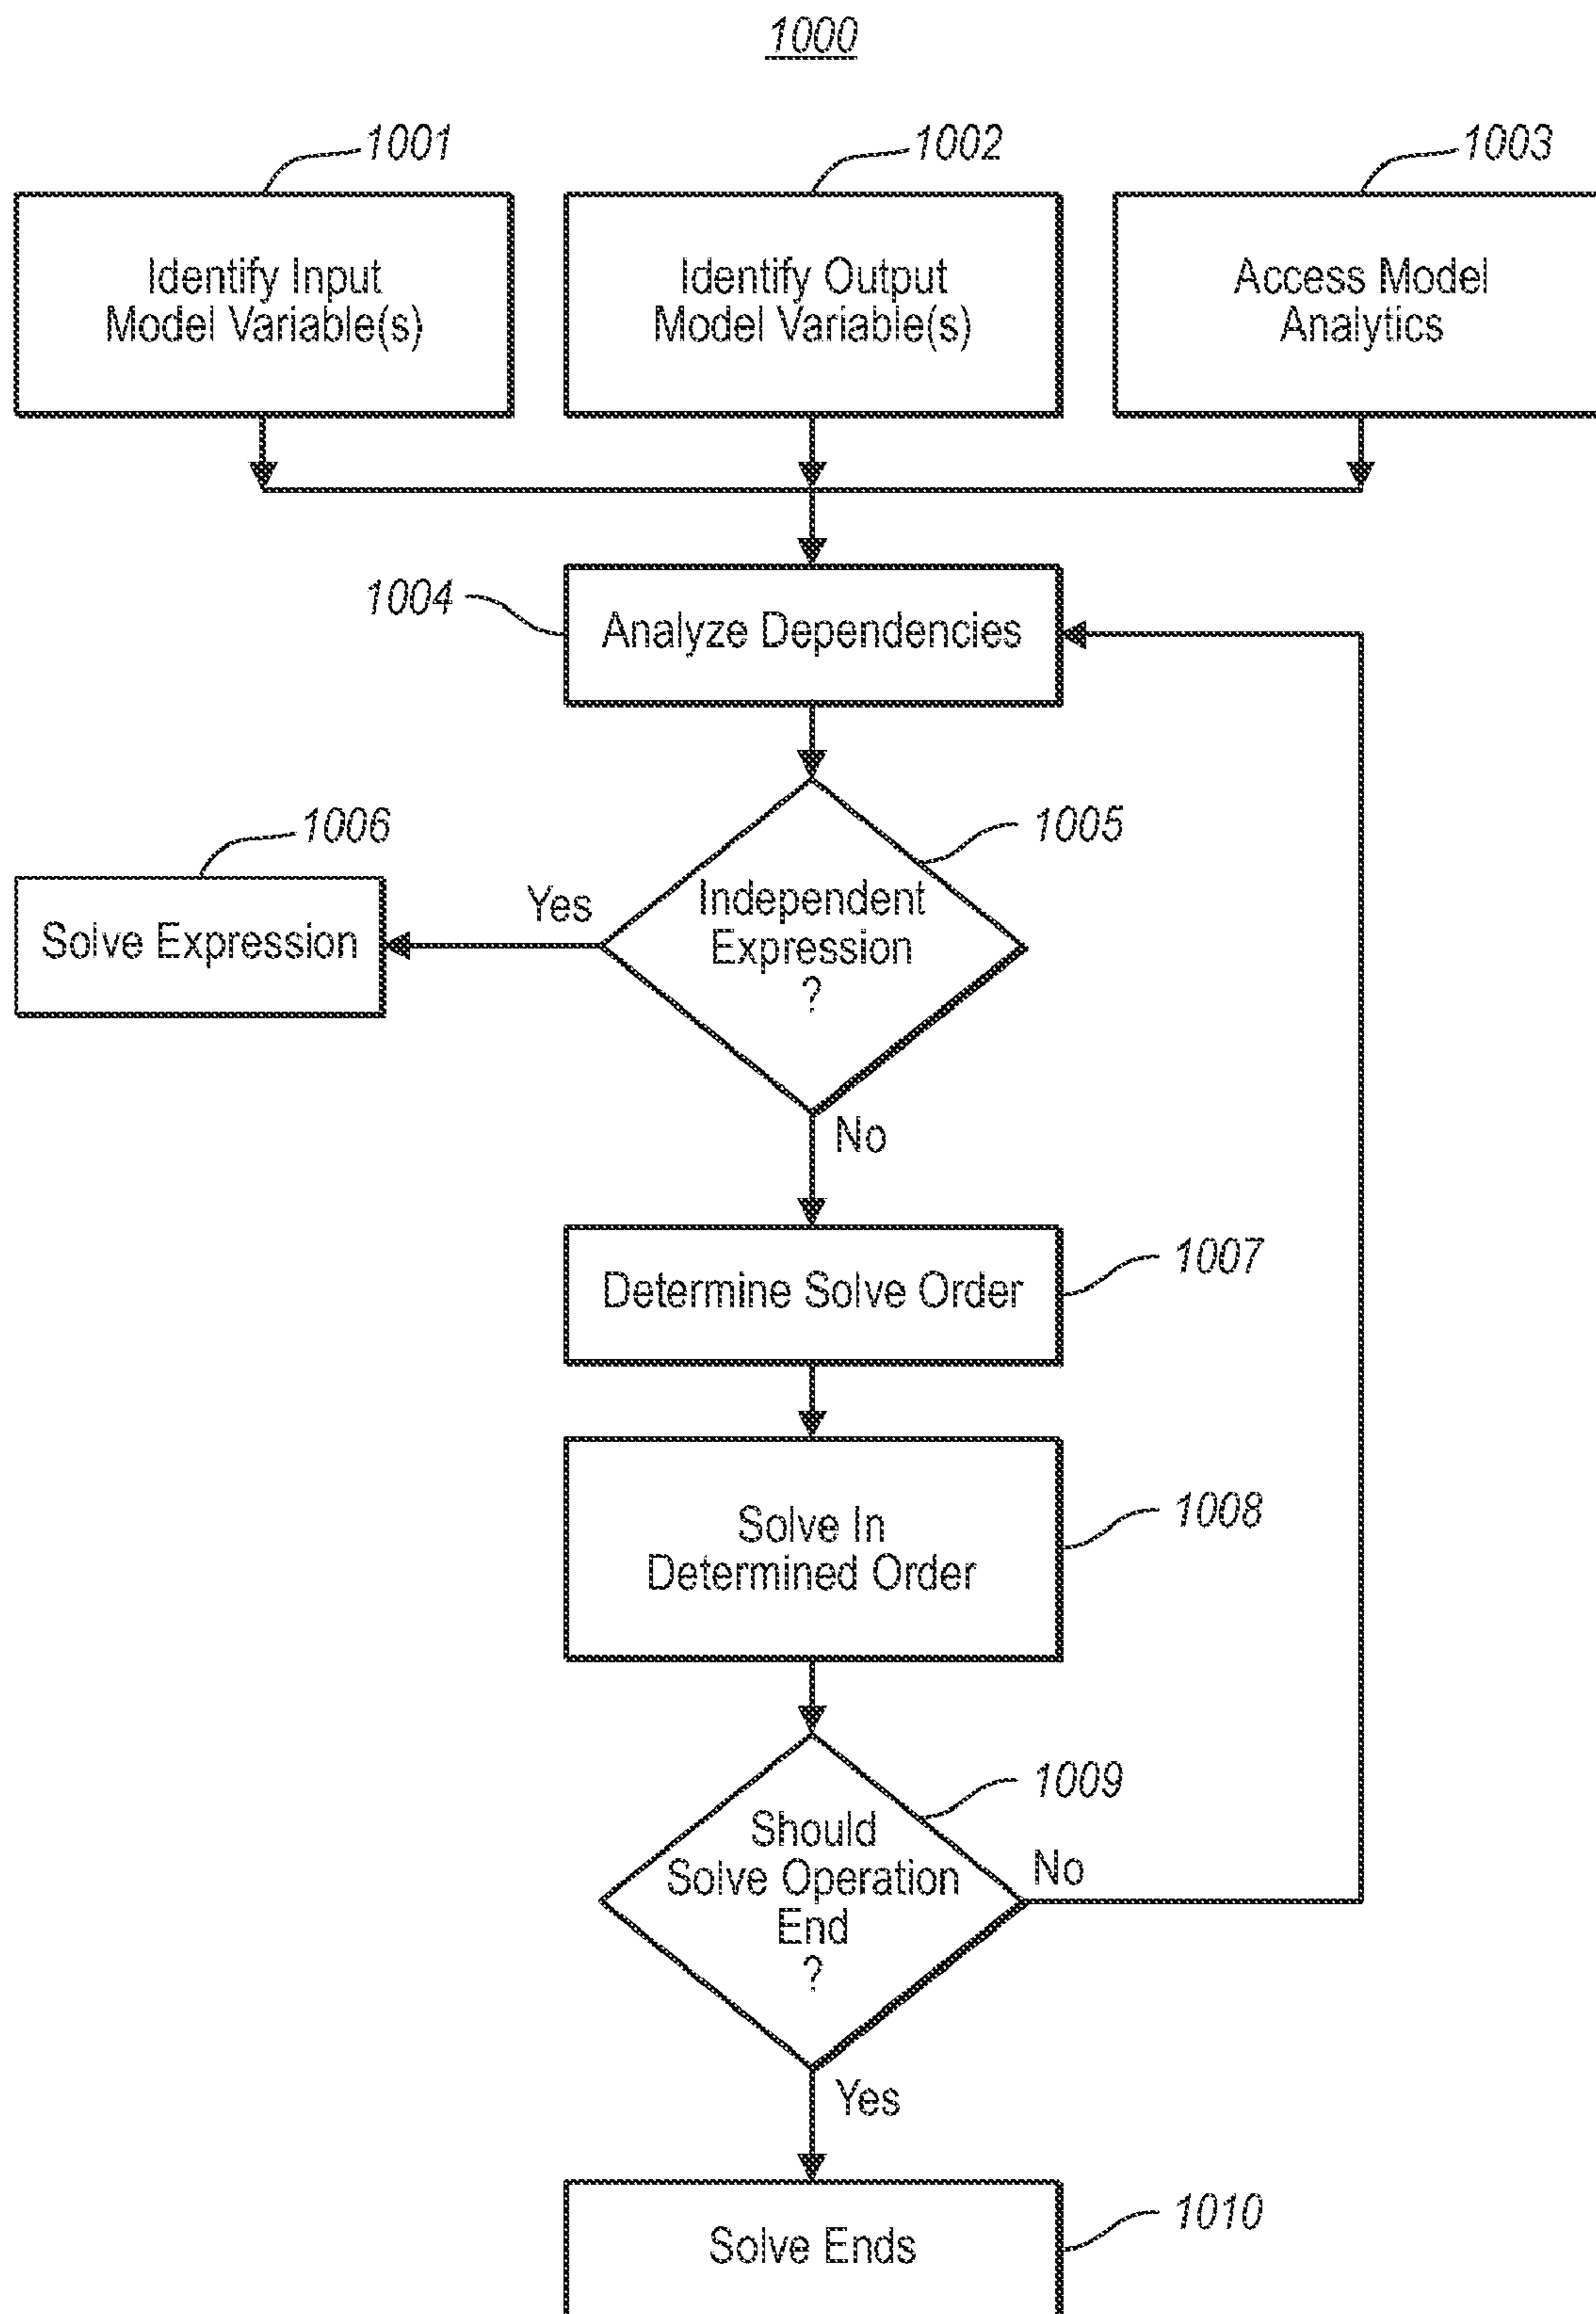 1000
1001
1002
1003
Identify Input
Model Variable(s)
Identify Output
Model Variable(s)
Access Model
Analytics
1004
Analyze Dependencies
1005
1006
Yes
Independent
Expression
?
Solve Expression
No
1007
Determine Solve Order
1008
Solve In
Determined Order
1009
Should
Solve Operation
End
?
No
Yes
1010
Solve Ends